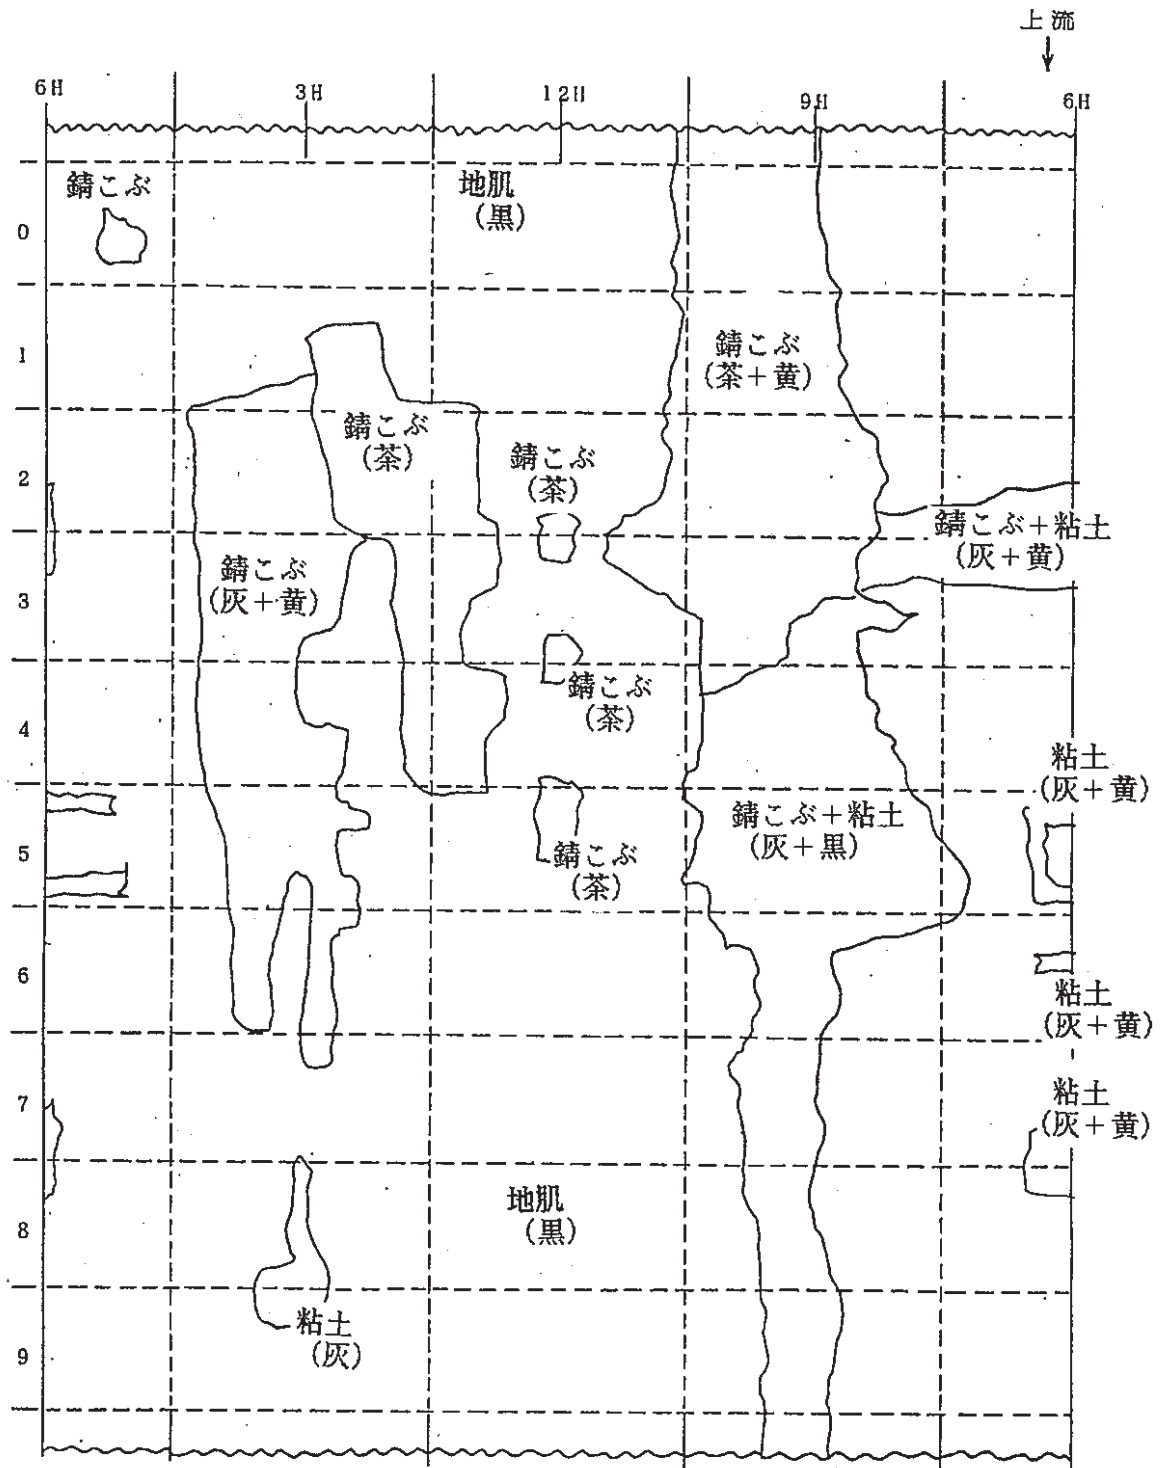 上流
6H
3H
12H
9H
6H
錆こぶ
地肌
(黒)
0
1
錆こぶ
(茶+黄)
錆こぶ
(茶)
錆こぶ
(茶)
2
錆こぶ+粘土
(灰+黄)
錆こぶ
(灰+黄)
3
錆こぶ
(茶)
4
粘土
(灰+黄)
錆こぶ+粘土
(灰+黒)
5
錆こぶ
(茶)
6
粘土
(灰+黄)
7
粘土
(灰+黄)
地肌
(黒)
8
粘土
(灰)
9